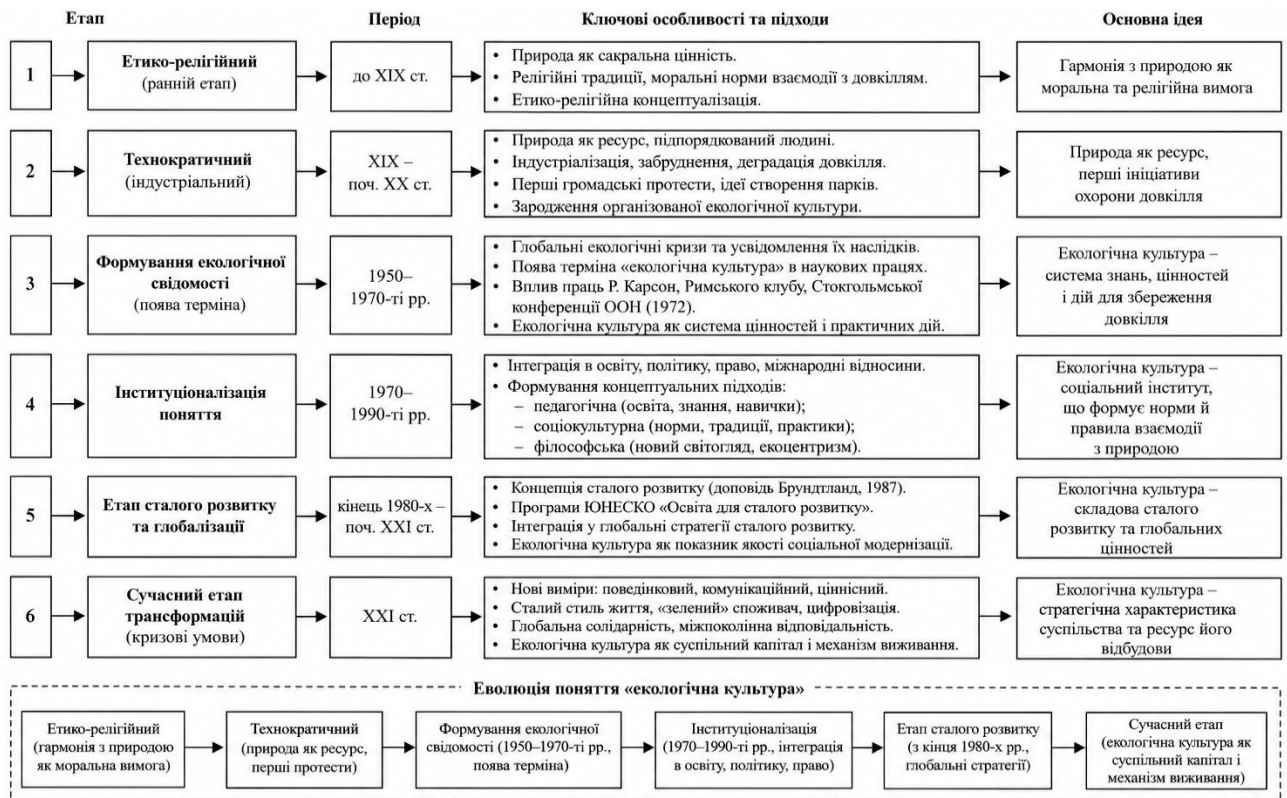 Етап Період Ключові особливості та підходи Основна ідея
1
Етико-релігійний
(ранній етап)
до ХІХ ст.
• Природа як сакральна цінність.
• Релігійні традиції, моральні норми взаємодії з довкіллям.
• Етико-релігійна концептуалізація.
Гармонія з природою як
моральна та релігійна вимога
2
Технократичний
(індустріальний)
ХІХ –
поч. ХХ ст.
• Природа як ресурс, підпорядкований людині.
• Індустріалізація, забруднення, деградація довкілля.
• Перші громадські протести, ідеї створення парків.
• Зародження організованої екологічної культури.
Природа як ресурс,
перші ініціативи
охорони довкілля
3
Формування екологічної
свідомості
(поява терміна)
1950–
1970-ті рр.
• Глобальні екологічні кризи та усвідомлення їх наслідків.
• Поява терміна «екологічна культура» в наукових працях.
• Вплив праць Р. Карсон, Римського клубу, Стокгольмської
конференції ООН (1972).
• Екологічна культура як система цінностей і практичних дій.
Екологічна культура –
система знань, цінностей
і дій для збереження
довкілля
4
Інституціоналізація
поняття
1970–
1990-ті рр.
• Інтеграція в освіту, політику, право, міжнародні відносини.
• Формування концептуальних підходів:
– педагогічна (освіта, знання, навички);
– соціокультурна (норми, традиції, практики);
– філософська (новий світогляд, екоцентризм).
Екологічна культура –
соціальний інститут,
що формує норми й
правила взаємодії
з природою
5
Етап сталого розвитку
та глобалізації
кінець 1980-х –
поч. ХХІ ст.
• Концепція сталого розвитку (доповідь Брундтланд, 1987).
• Програми ЮНЕСКО «Освіта для сталого розвитку».
• Інтеграція у глобальні стратегії сталого розвитку.
• Екологічна культура як показник якості соціальної модернізації.
Екологічна культура –
складова сталого
розвитку та глобальних
цінностей
6
Сучасний етап
трансформацій
(кризові умови)
ХХІ ст.
• Нові виміри: поведінковий, комунікаційний, ціннісний.
• Сталий стиль життя, «зелений» споживач, цифровізація.
• Глобальна солідарність, міжпоколінна відповідальність.
• Екологічна культура як суспільний капітал і механізм виживання.
Екологічна культура –
стратегічна характеристика
суспільства та ресурс його
відбудови
Еволюція поняття «екологічна культура»
Етико-релігійний
(гармонія з природою
як моральна вимога)
Технократичний
(природа як ресурс,
перші протести)
Формування екологічної
свідомості (1950–1970-ті рр.,
поява терміна)
Інституціоналізація
(1970–1990-ті рр., інтеграція
в освіту, політику, право)
Етап сталого розвитку
(з кінця 1980-х рр.,
глобальні стратегії)
Сучасний етап
(екологічна культура як
суспільний капітал і
механізм виживання)